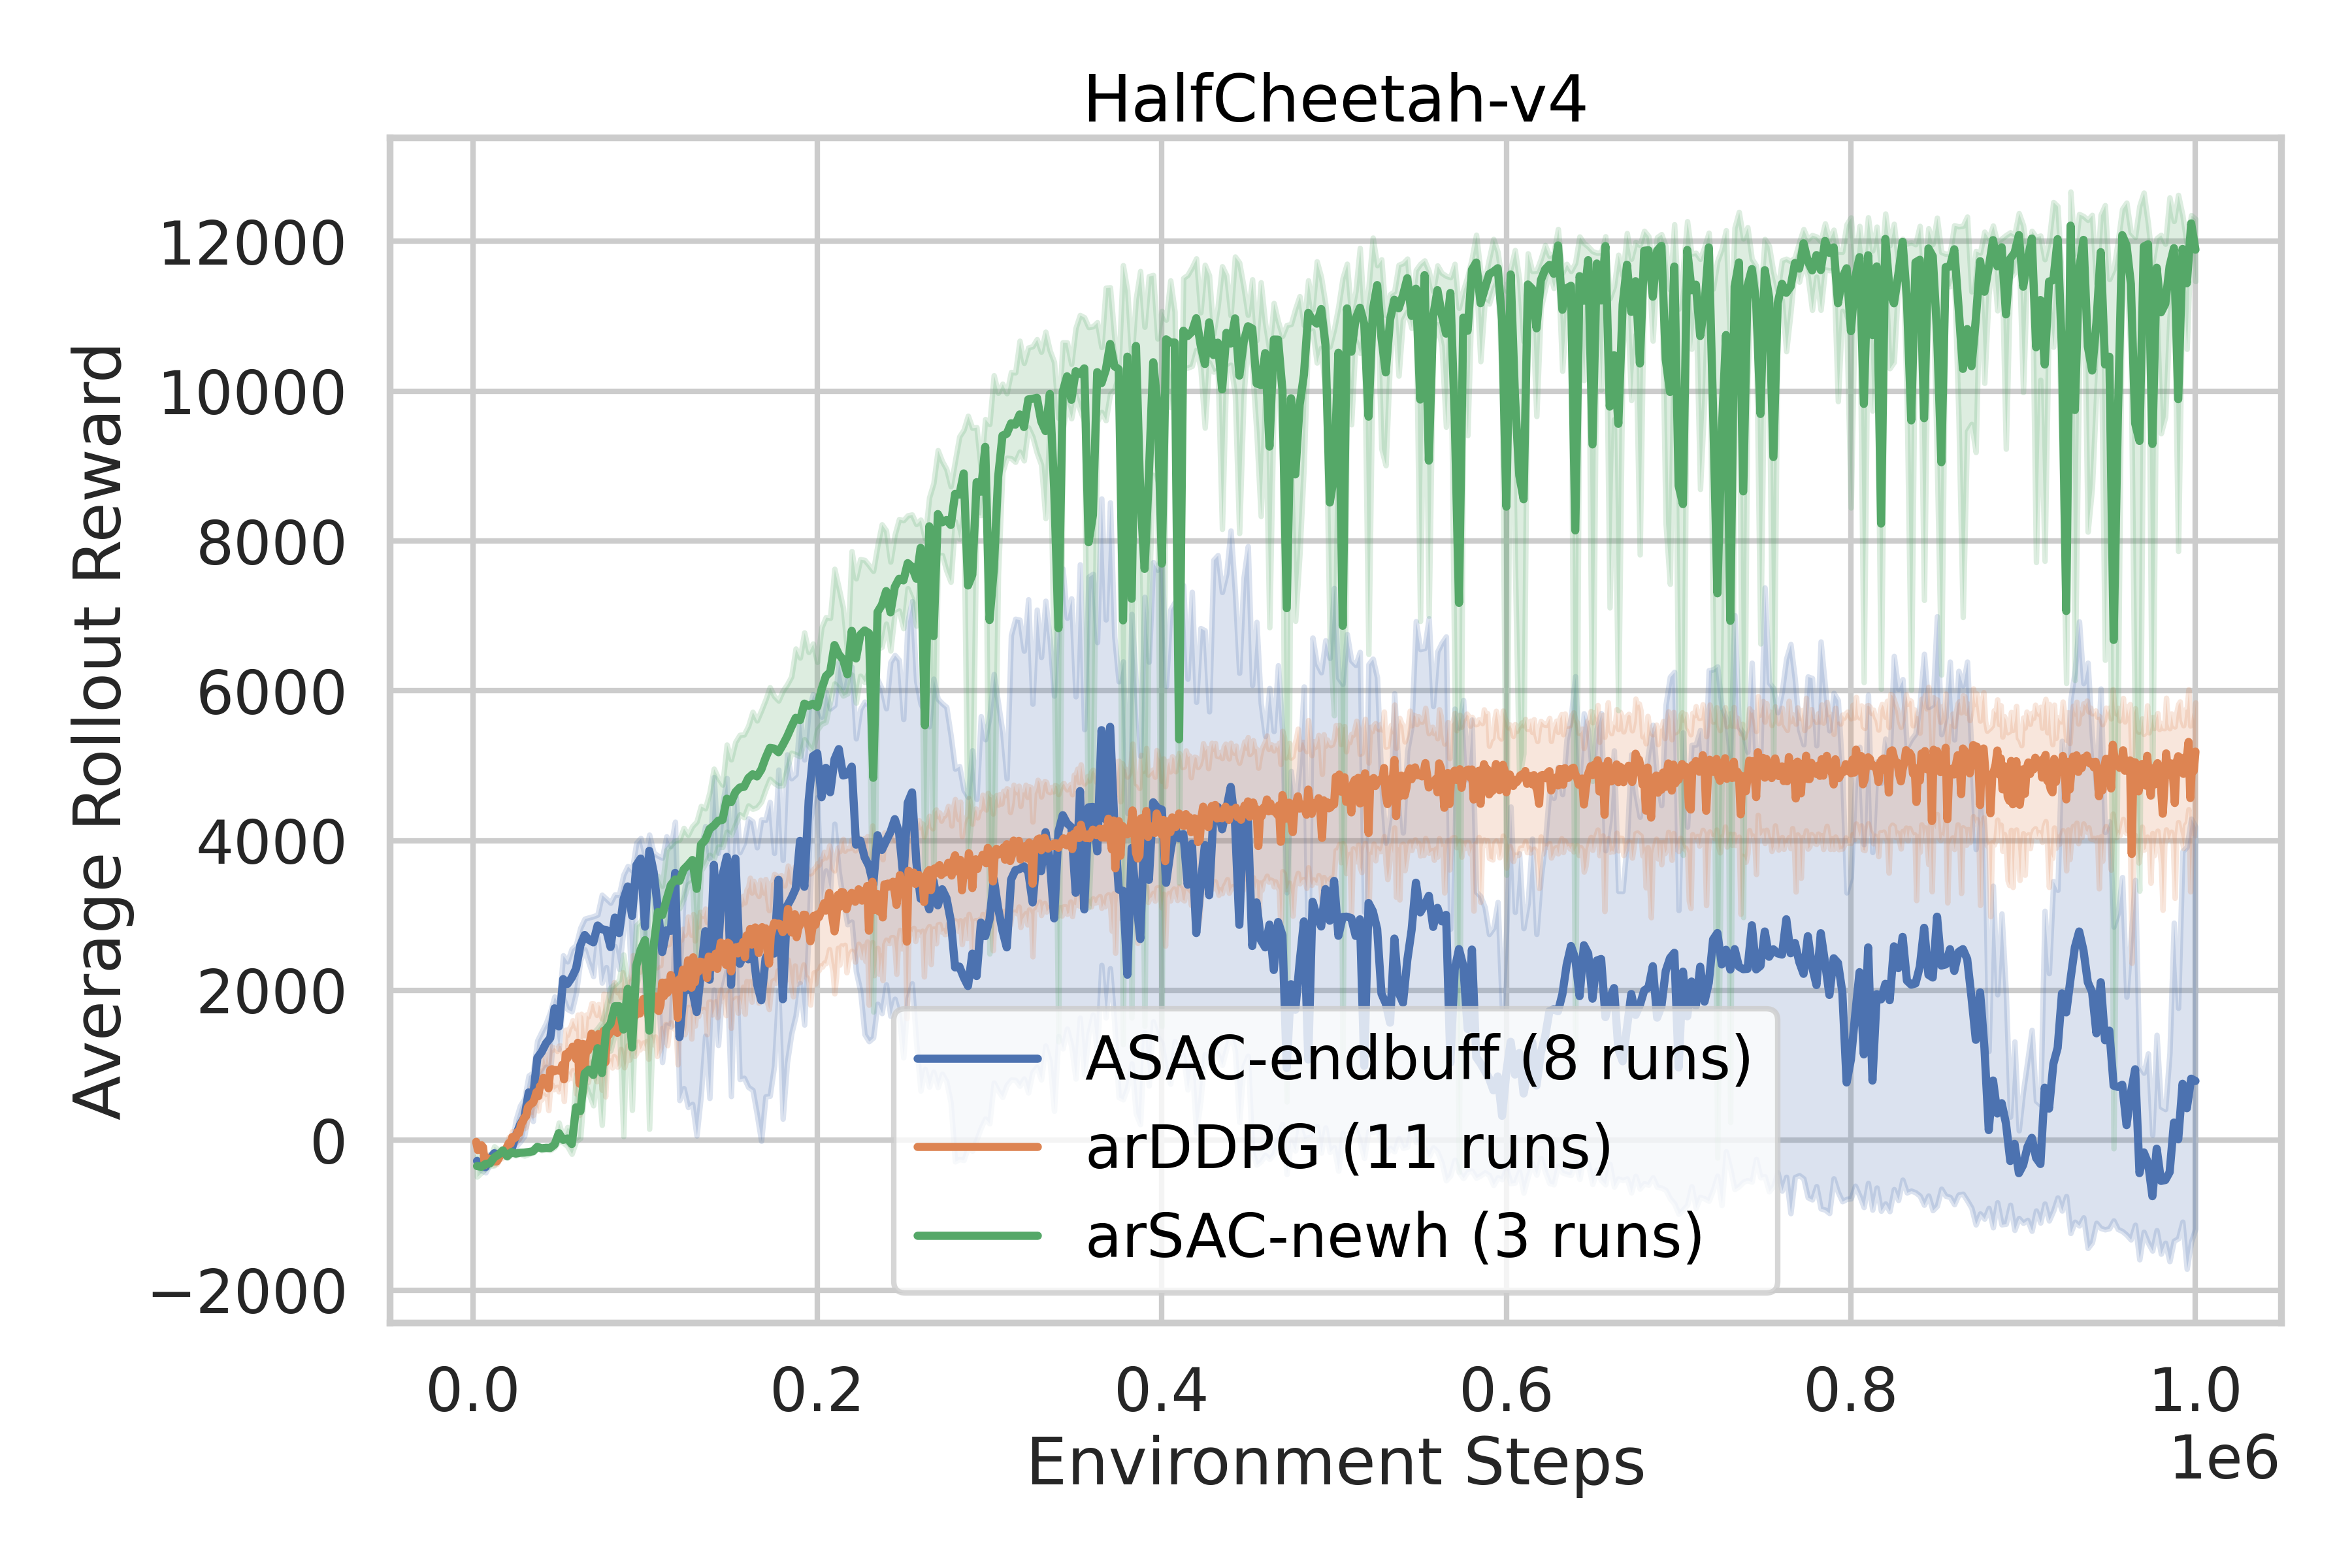 HalfCheetah-v4
Average Rollout Reward
12000
10000
8000
6000
4000
2000
0
−2000
ASAC-endbuff (8 runs)
arDDPG (11 runs)
arSAC-newh (3 runs)
0.0 0.2 0.4 0.6 0.8 1.0
1e6
Environment Steps